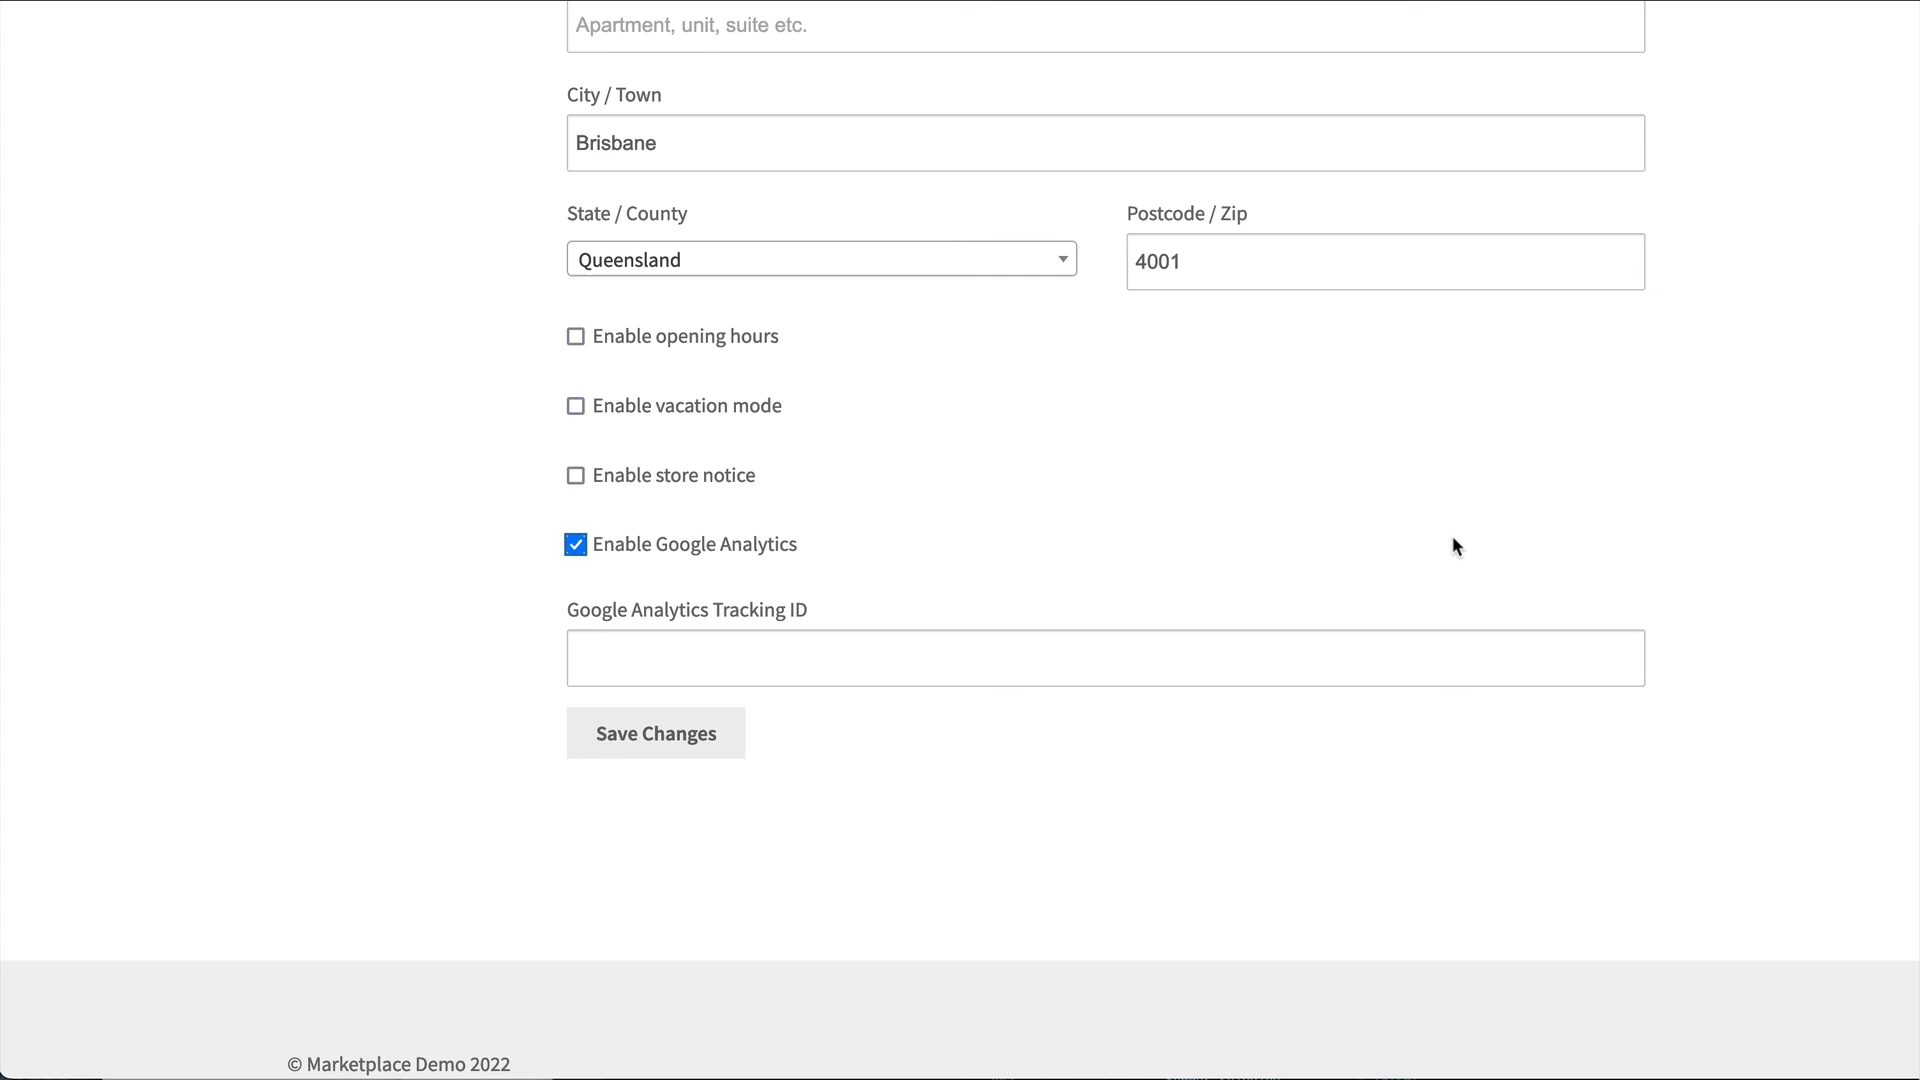 Apartment, unit, suite etc.
City / Town
Brisbane
State / County
Postcode / Zip
Queensland
4001
Enable opening hours
Enable vacation mode
Enable store notice
Enable Google Analytics
Google Analytics Tracking ID
Save Changes
© Marketplace Demo 2022